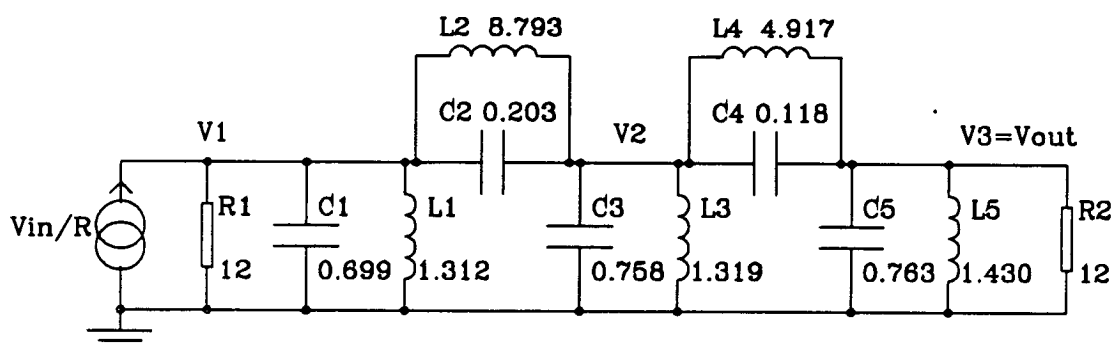 L2 8.793
L4 4.917
C2 0.203
C4 0.118
V1
V2
V3=Vout
Vin/R
R1
12
C1
0.699
L1
1.312
C3
0.758
L3
1.319
C5
0.763
L5
1.430
R2
12